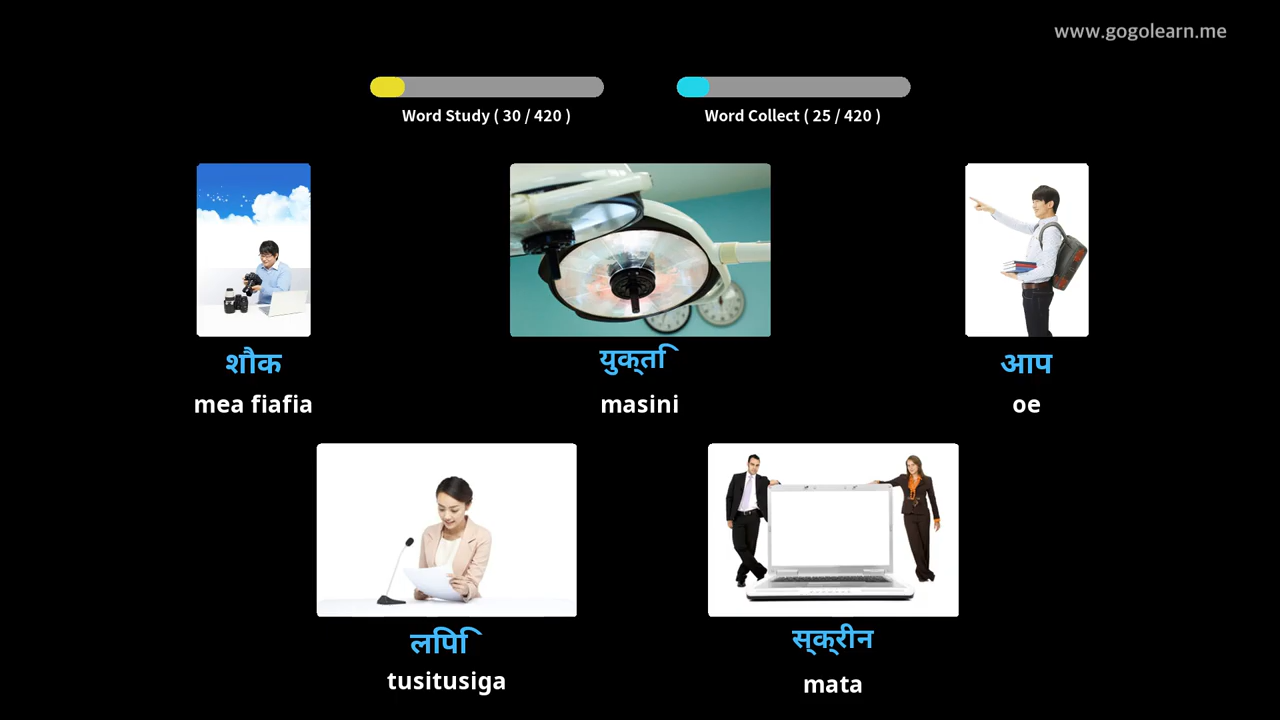 www.gogolearn.me
Word Study ( 30 / 420 )
Word Collect ( 25 / 420 )
शौक
युक्ति
आप
mea fiafia
masini
oe
लिपि
स्क्रीन
tusitusiga
mata